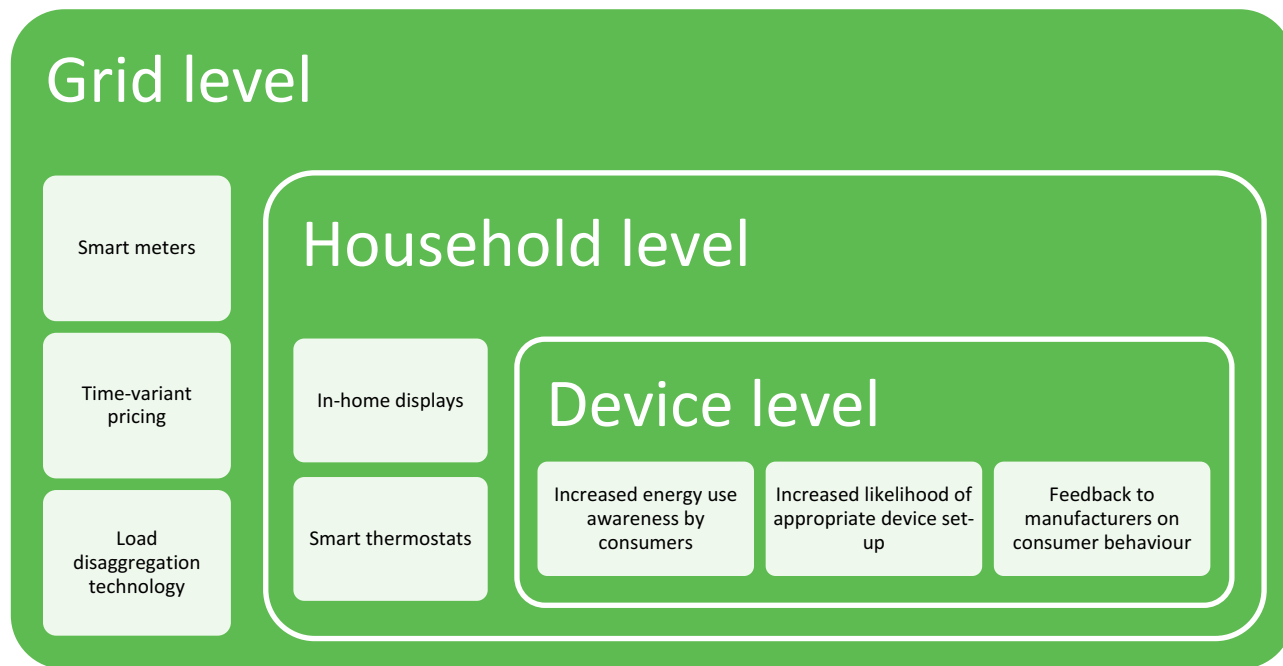 Grid level
Smart meters
Time-variant
pricing
Load
disaggregation
technology
Household level
In-home displays
Smart thermostats
Device level
Increased energy use
awareness by
consumers
Increased likelihood of
appropriate device set-
up
Feedback to
manufacturers on
consumer behaviour